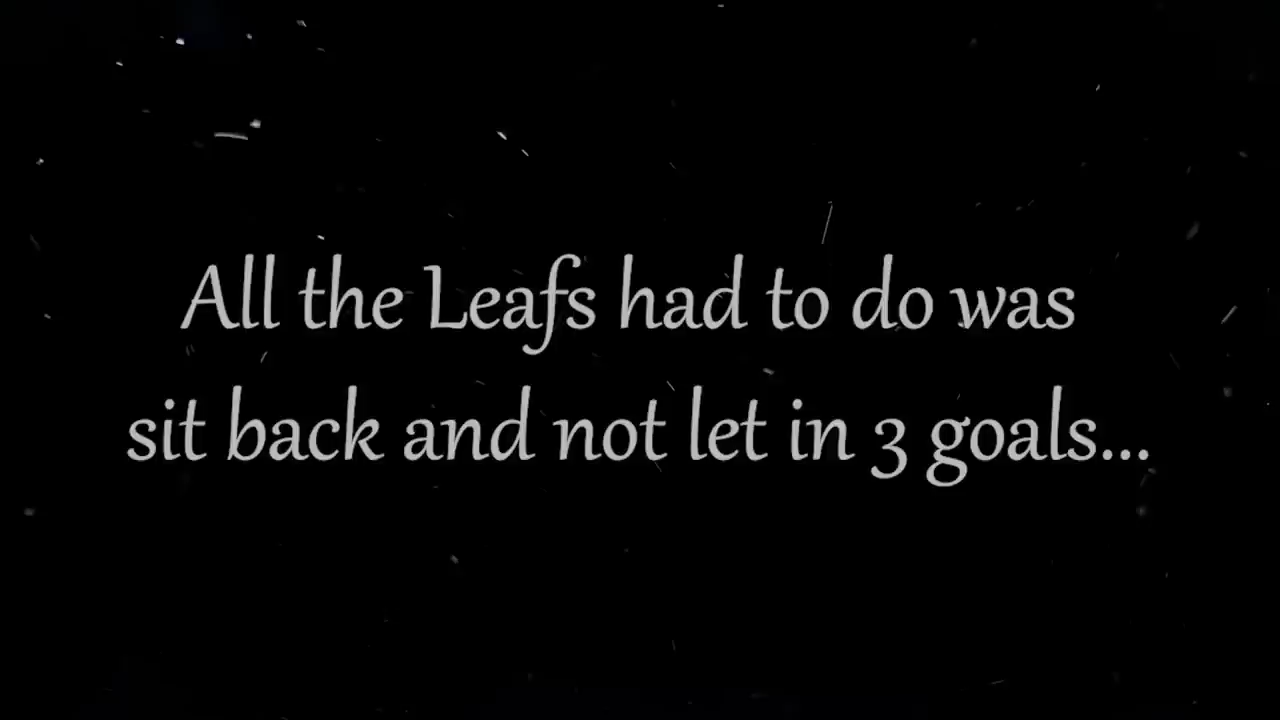 All the Leafs had to do was
sit back and not let in 3 goals...